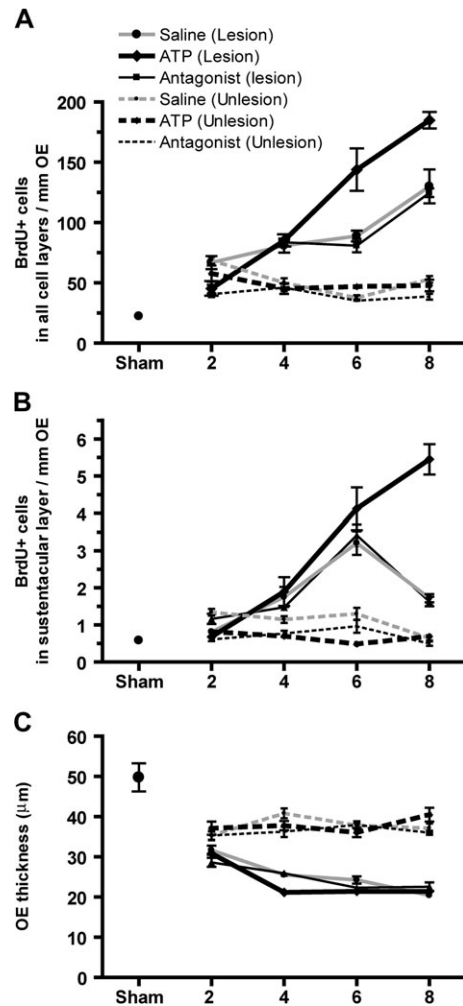 A
Saline (Lesion)
ATP (Lesion)
Antagonist (lesion)
Saline (Unlesion)
ATP (Unlesion)
Antagonist (Unlesion)
BrdU+ cells
in all cell layers / mm OE
200
150
100
50
0
Sham 2 4 6 8
B
BrdU+ cells
in sustentacular layer / mm OE
6
5
4
3
2
1
0
Sham 2 4 6 8
C
OE thickness (μm)
60
50
40
30
20
10
0
Sham 2 4 6 8